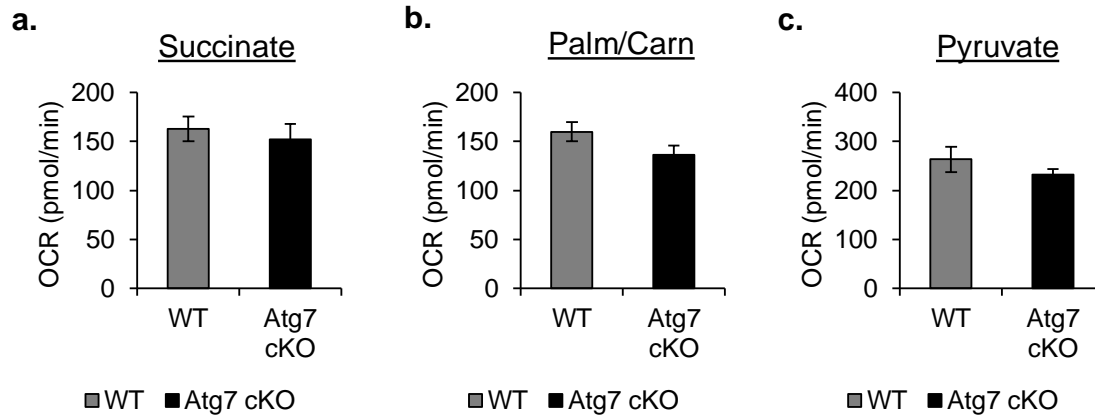 a.
Succinate
OCR (pmol/min)
200
150
100
50
0
WT
Atg7
cKO
WT Atg7 cKO
b.
Palm/Carn
OCR (pmol/min)
200
150
100
50
0
WT
Atg7
cKO
WT Atg7 cKO
c.
Pyruvate
OCR (pmol/min)
400
300
200
100
0
WT
Atg7
cKO
WT Atg7 cKO